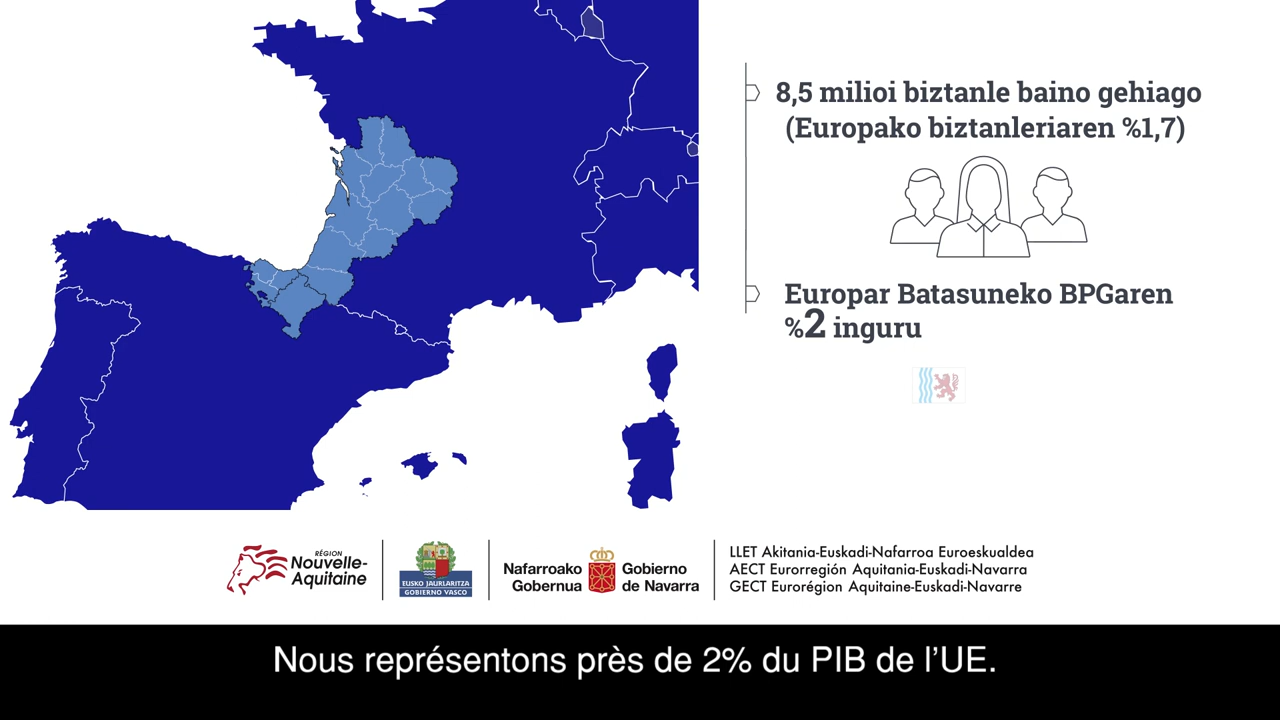 8,5 milioi biztanle baino gehiago
(Europako biztanleriaren %1,7)
Europar Batasuneko BPGaren
%2 inguru
RÉGION
Nouvelle-
Aquitaine
EUSKO JAURLARITZA
GOBIERNO VASCO
Nafarroako
Gobernua
Gobierno
de Navarra
LLET Akitania-Euskadi-Nafarroa Euroeskualdea
AECT Eurorregión Aquitania-Euskadi-Navarra
GECT Eurorégion Aquitaine-Euskadi-Navarre
Nous représentons près de 2% du PIB de l’UE.